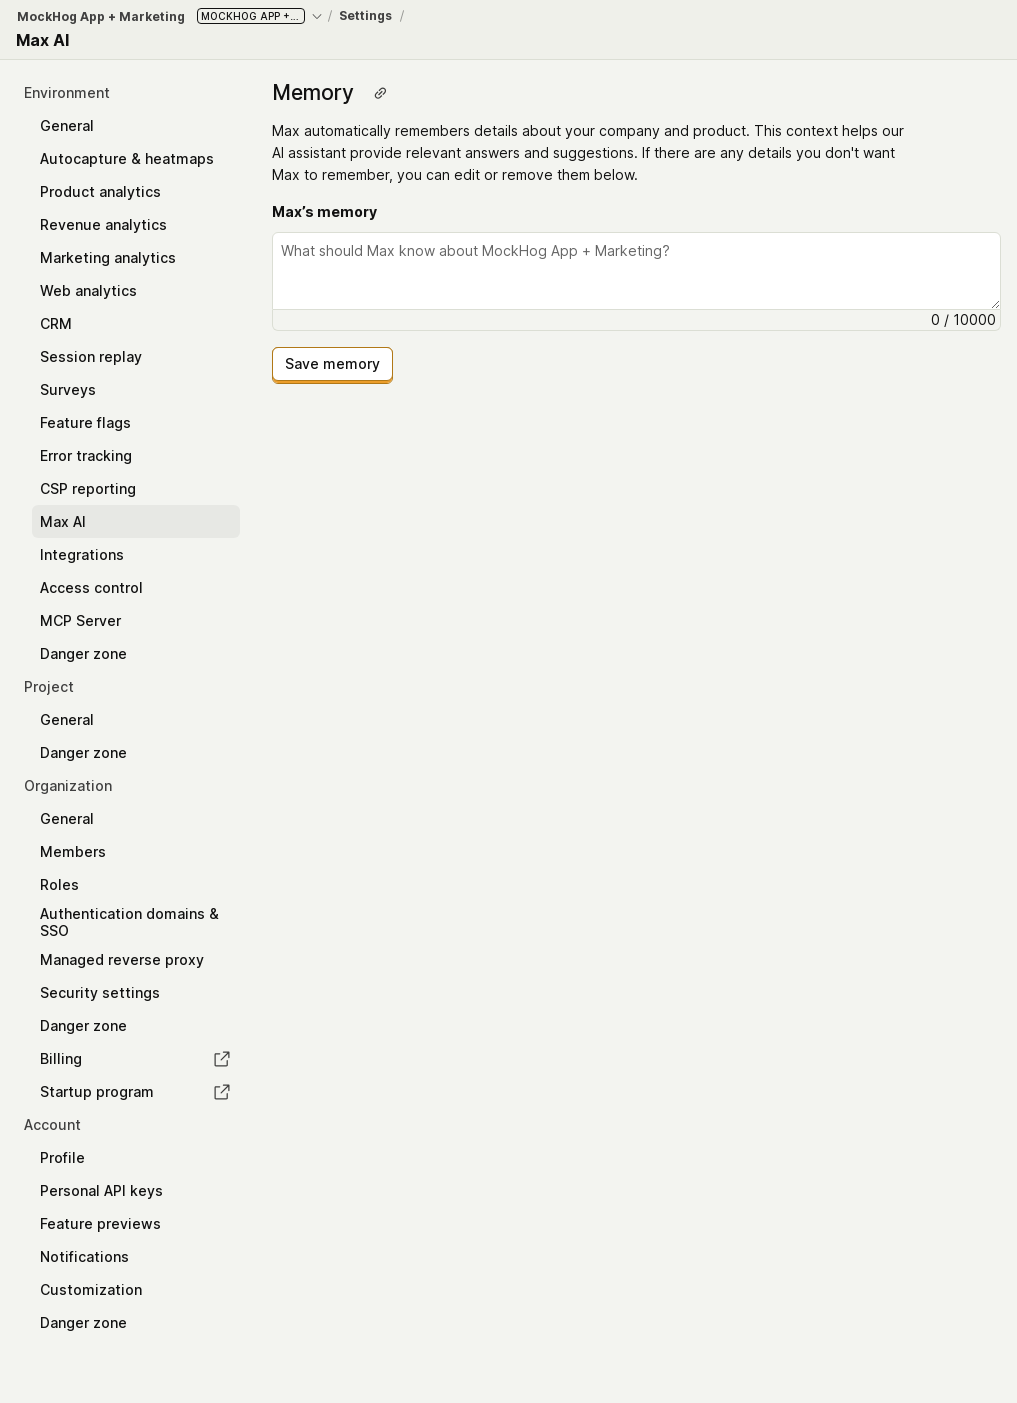 MockHog App + Marketing MOCKHOG APP +... / Settings /
Max AI
Environment
General
Autocapture & heatmaps
Product analytics
Revenue analytics
Marketing analytics
Web analytics
CRM
Session replay
Surveys
Feature flags
Error tracking
CSP reporting
Max AI
Integrations
Access control
MCP Server
Danger zone
Project
General
Danger zone
Organization
General
Members
Roles
Authentication domains &
SSO
Managed reverse proxy
Security settings
Danger zone
Billing
Startup program
Account
Profile
Personal API keys
Feature previews
Notifications
Customization
Danger zone
Memory
Max automatically remembers details about your company and product. This context helps our
AI assistant provide relevant answers and suggestions. If there are any details you don't want
Max to remember, you can edit or remove them below.
Max’s memory
What should Max know about MockHog App + Marketing?
0 / 10000
Save memory